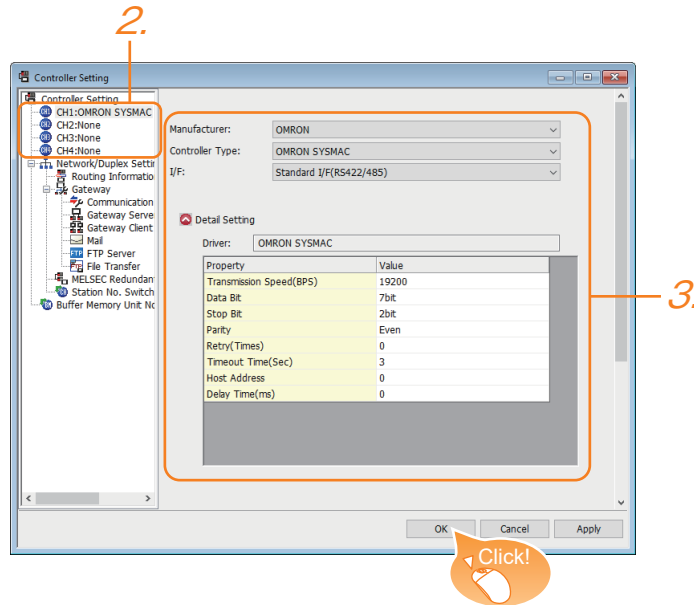 2.
Controller Setting
Controller Setting
CH1:OMRON SYSMAC
CH2:None
CH3:None
CH4:None
Network/Duplex Settin
Routing Informatio
Gateway
Communication
Gateway Serve
Gateway Client
Mail
FTP FTP Server
File Transfer
MELSEC Redundan
Station No. Switch
Buffer Memory Unit No
Manufacturer: OMRON
Controller Type: OMRON SYSMAC
I/F: Standard I/F(RS422/485)
Detail Setting
Driver: OMRON SYSMAC
Property Value
Transmission Speed(BPS) 19200
Data Bit 7bit
Stop Bit 2bit
Parity Even
Retry(Times) 0
Timeout Time(Sec) 3
Host Address 0
Delay Time(ms) 0
3.
OK Cancel Apply
Click!